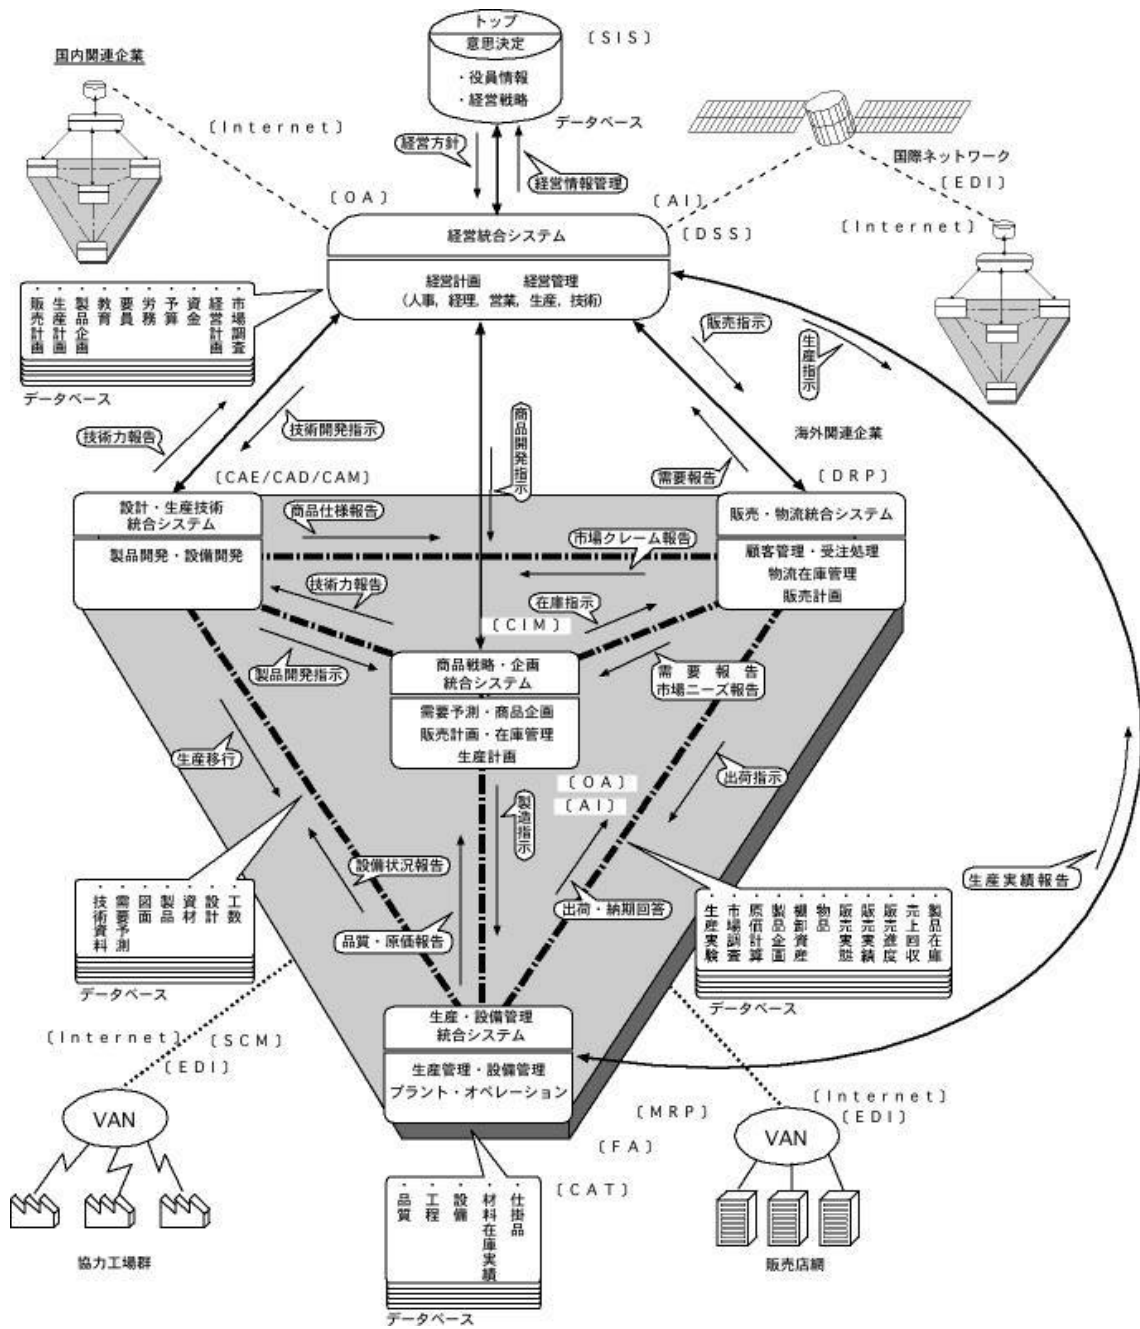 トップ
意思決定
・役員情報
・経営戦略
データベース
〔SIS〕
国内関連企業
〔Internet〕
経営方針
経営情報管理
国際ネットワーク
〔EDI〕
〔Internet〕
〔OA〕
〔AI〕
〔DSS〕
経営統合システム
経営計画 経営管理
(人事, 経理, 営業, 生産, 技術)
・市場調査
・経営計画
・資金
・予算
・労務
・要員
・教育
・製品企画
・生産計画
・販売計画
データベース
販売指示
生産指示
海外関連企業
技術力報告
技術開発指示
商品開発指示
需要報告
〔CAE/CAD/CAM〕
〔DRP〕
設計・生産技術
統合システム
製品開発・設備開発
商品仕様報告
市場クレーム報告
販売・物流統合システム
顧客管理・受注処理
物流在庫管理
販売計画
技術力報告
在庫指示
〔CIM〕
製品開発指示
商品戦略・企画
統合システム
需要予測・商品企画
販売計画・在庫管理
生産計画
需要報告
市場ニーズ報告
生産移行
出荷指示
〔OA〕
〔AI〕
製造指示
設備状況報告
出荷・納期回答
品質・原価報告
生産実績報告
・工数
・設計
・資材
・製品
・図面
・需要予測
・技術資料
データベース
・製品在庫
・売上回収
・販売進度
・販売実績
・販売実態
・物品
・棚卸資産
・製品企画
・原価計算
・市場調査
・生産実験
データベース
生産・設備管理
統合システム
生産管理・設備管理
プラント・オペレーション
〔Internet〕
〔SCM〕
〔EDI〕
VAN
協力工場群
〔MRP〕
〔FA〕
〔CAT〕
〔Internet〕
〔EDI〕
VAN
販売店網
・仕掛品
・材料在庫実績
・設備
・工程
・品質
データベース